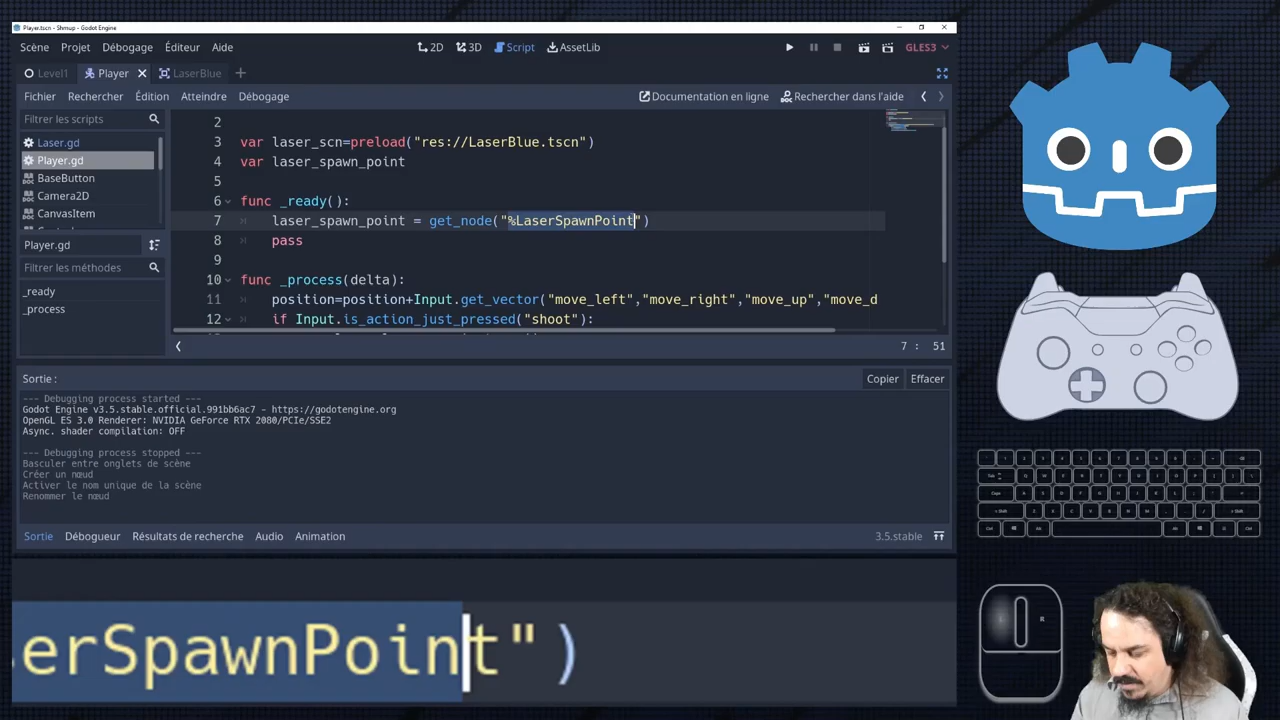 Player.tscn - Shmup - Godot Engine
Scène Projet Débogage Éditeur Aide
2D 3D Script AssetLib
GLES3
Level1 Player LaserBlue
Fichier Rechercher Édition Atteindre Débogage
Documentation en ligne Rechercher dans l'aide
Filtrer les scripts
Laser.gd
Player.gd
BaseButton
Camera2D
CanvasItem
Player.gd
Filtrer les méthodes
_ready
_process
2
3 var laser_scn=preload("res://LaserBlue.tscn")
4 var laser_spawn_point
5
6 func _ready():
7 laser_spawn_point = get_node("%LaserSpawnPoint")
8 pass
9
10 func _process(delta):
11 position=position+Input.get_vector("move_left","move_right","move_up","move_d
12 if Input.is_action_just_pressed("shoot"):
7 : 51
Sortie :
Copier Effacer
--- Debugging process started ---
Godot Engine v3.5.stable.official.991bb6ac7 - https://godotengine.org
OpenGL ES 3.0 Renderer: NVIDIA GeForce RTX 2080/PCIe/SSE2
Async. shader compilation: OFF
--- Debugging process stopped ---
Basculer entre onglets de scène
Créer un nœud
Activer le nom unique de la scène
Renommer le nœud
Sortie Débogueur Résultats de recherche Audio Animation
3.5.stable
erSpawnPoint")